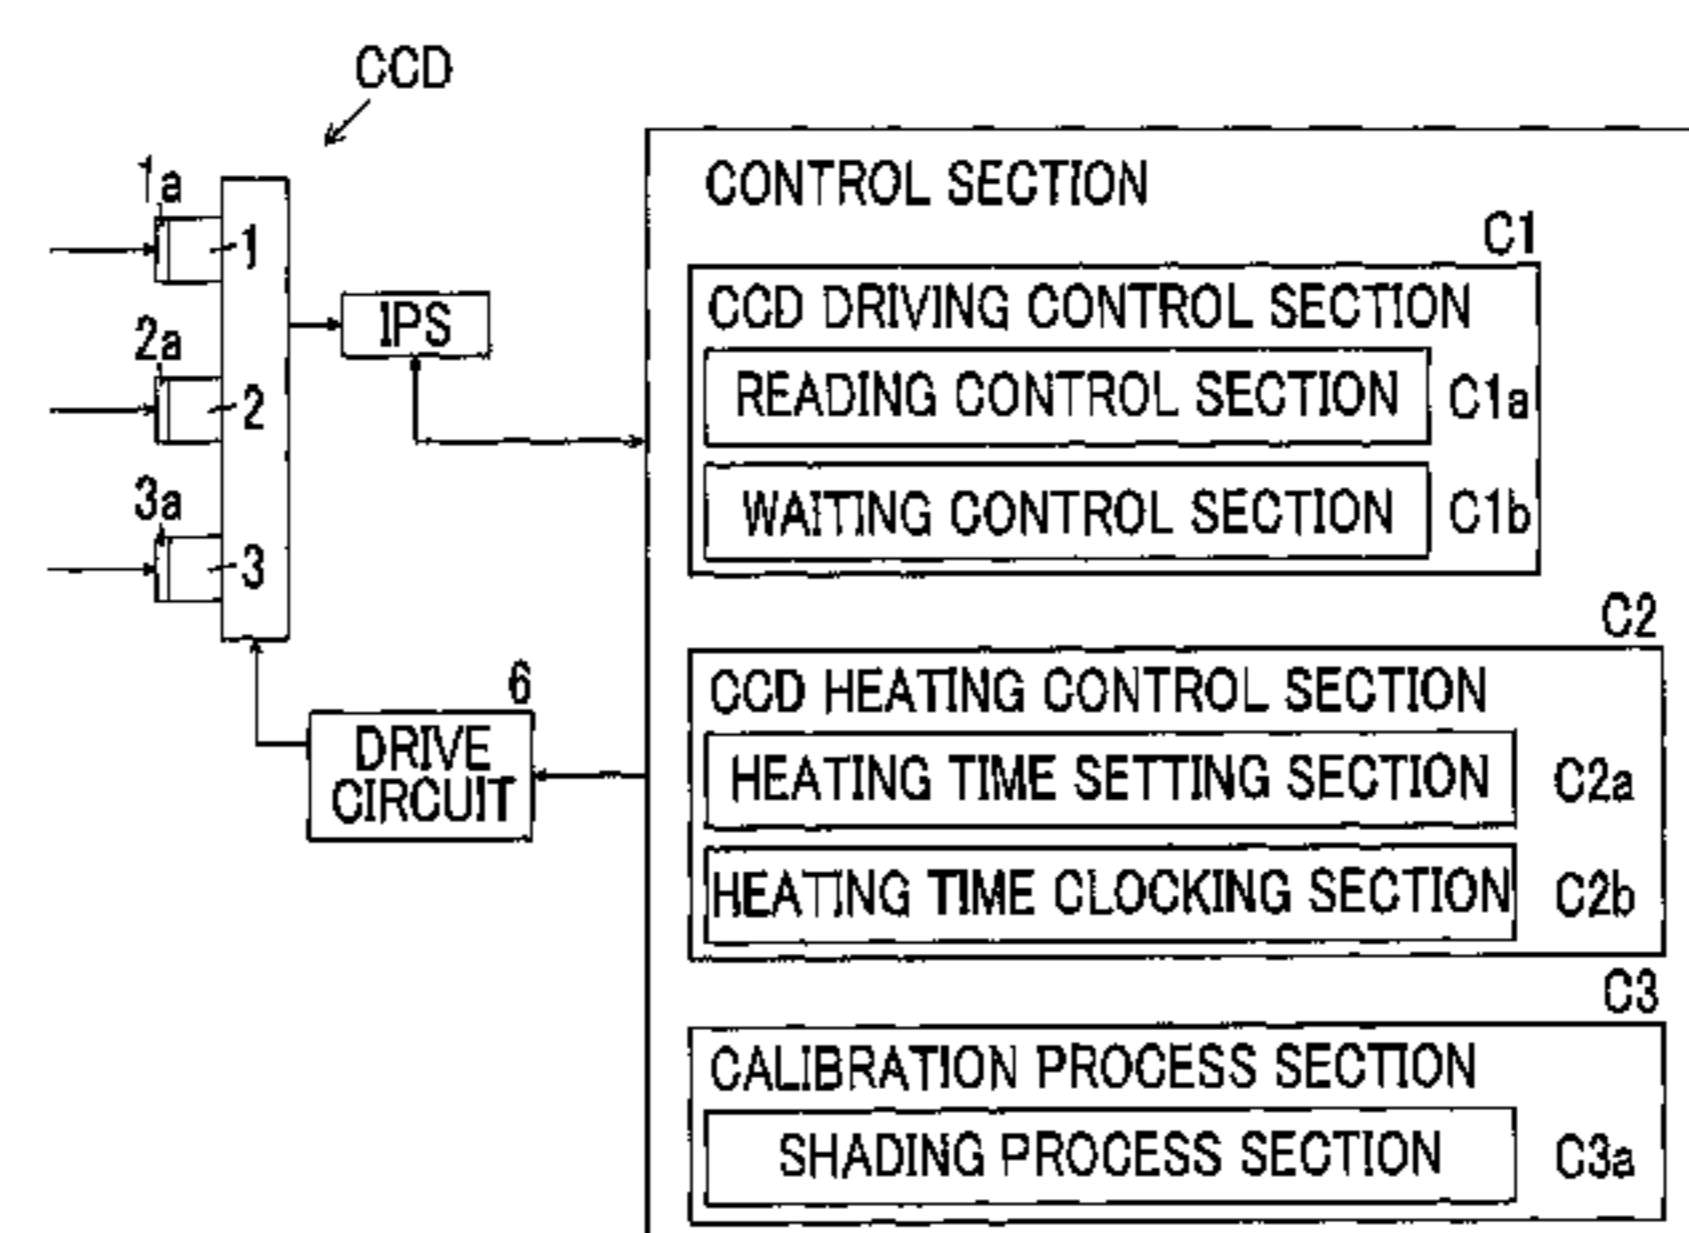 CCD
1a
1
2a
2
3a
3
IPS
6
DRIVE
CIRCUIT
CONTROL SECTION
C1
CCD DRIVING CONTROL SECTION
READING CONTROL SECTION C1a
WAITING CONTROL SECTION C1b
C2
CCD HEATING CONTROL SECTION
HEATING TIME SETTING SECTION C2a
HEATING TIME CLOCKING SECTION C2b
C3
CALIBRATION PROCESS SECTION
SHADING PROCESS SECTION C3a